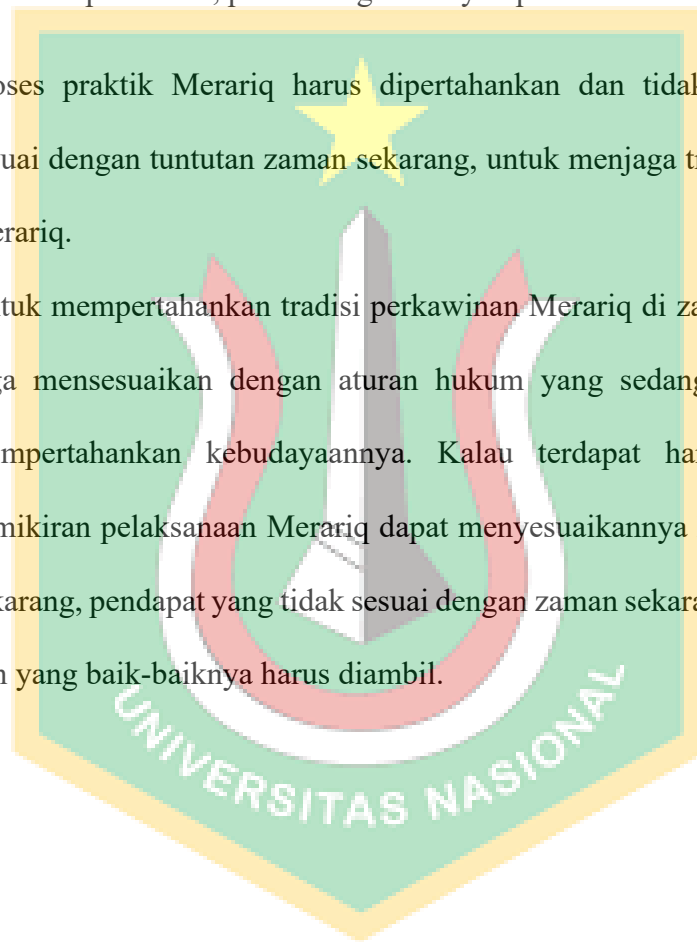 oses praktik Merariq harus dipertahankan dan tidak
uai dengan tuntutan zaman sekarang, untuk menjaga tr
erariq.
tuk mempertahankan tradisi perkawinan Merariq di za
ga mensesuaikan dengan aturan hukum yang sedang
mpertahankan kebudayaannya. Kalau terdapat hal
mikiran pelaksanaan Merariq dapat menyesuaikannya
karang, pendapat yang tidak sesuai dengan zaman sekara
n yang baik-baiknya harus diambil.
UNIVERSITAS NASIONAL